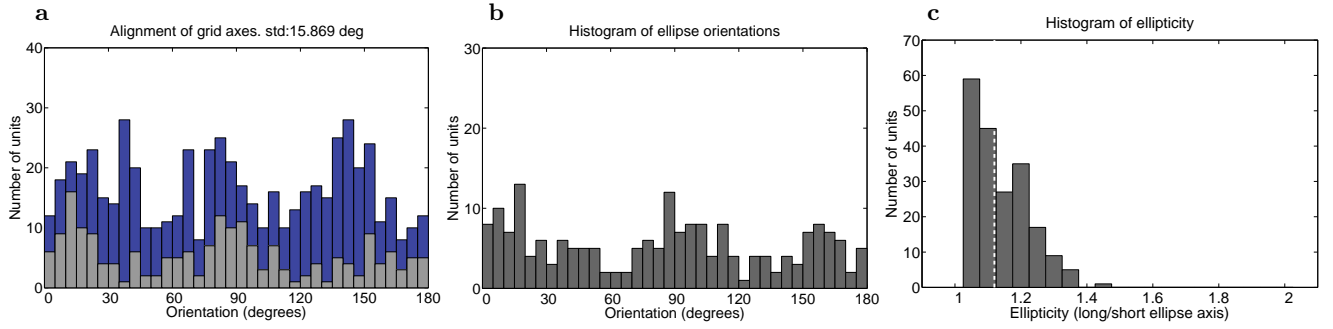 a
Alignment of grid axes. std:15.869 deg
40
30
20
10
0
Number of units
0 30 60 90 120 150 180
Orientation (degrees)
b
Histogram of ellipse orientations
30
20
10
0
Number of units
0 30 60 90 120 150 180
Orientation (degrees)
c
Histogram of ellipticity
70
60
50
40
30
20
10
0
Number of units
1 1.2 1.4 1.6 1.8 2
Ellipticity (long/short ellipse axis)